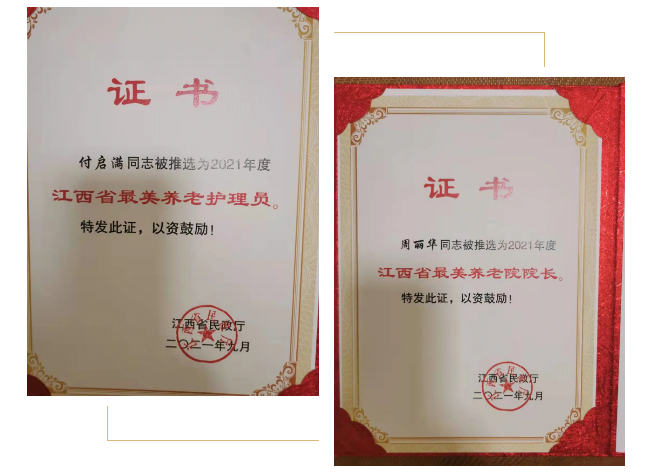 证书
付启满同志被推选为2021年度
江西省最美养老护理员。
特发此证，以资鼓励！
江西省民政厅
二〇二一年九月
证书
周丽华同志被推选为2021年度
江西省最美养老院院长。
特发此证，以资鼓励！
江西省民政厅
二〇二一年九月